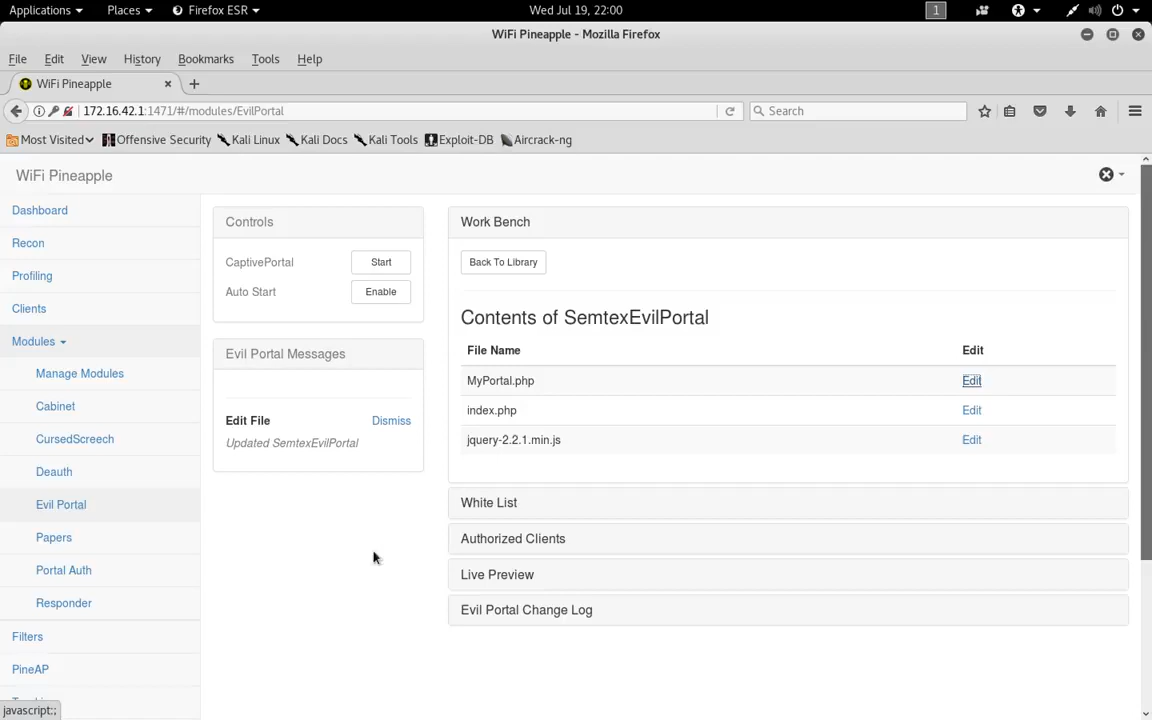 Applications Places Firefox ESR Wed Jul 19, 22:00 1
WiFi Pineapple - Mozilla Firefox
File Edit View History Bookmarks Tools Help
WiFi Pineapple
172.16.42.1:1471/#/modules/EvilPortal Search
Most Visited Offensive Security Kali Linux Kali Docs Kali Tools Exploit-DB Aircrack-ng
WiFi Pineapple
Dashboard
Recon
Profiling
Clients
Modules
Manage Modules
Cabinet
CursedScreech
Deauth
Evil Portal
Papers
Portal Auth
Responder
Filters
PineAP
javascript:;
Controls
CaptivePortal Start
Auto Start Enable
Evil Portal Messages
Edit File Dismiss
Updated SemtexEvilPortal
Work Bench
Back To Library
Contents of SemtexEvilPortal
File Name Edit
MyPortal.php Edit
index.php Edit
jquery-2.2.1.min.js Edit
White List
Authorized Clients
Live Preview
Evil Portal Change Log